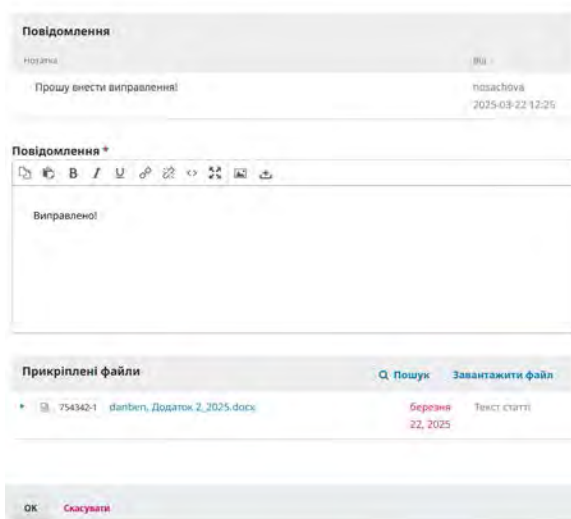 Повідомлення
Нотатка Від
Прошу внести виправлення! nosachova
2025-03-22 12:25
Повідомлення *
Виправлено!
Прикріплені файли Пошук Завантажити файл
754342-1 danben, Додаток 2_2025.docx березня Текст статті
22, 2025
ОК Скасувати